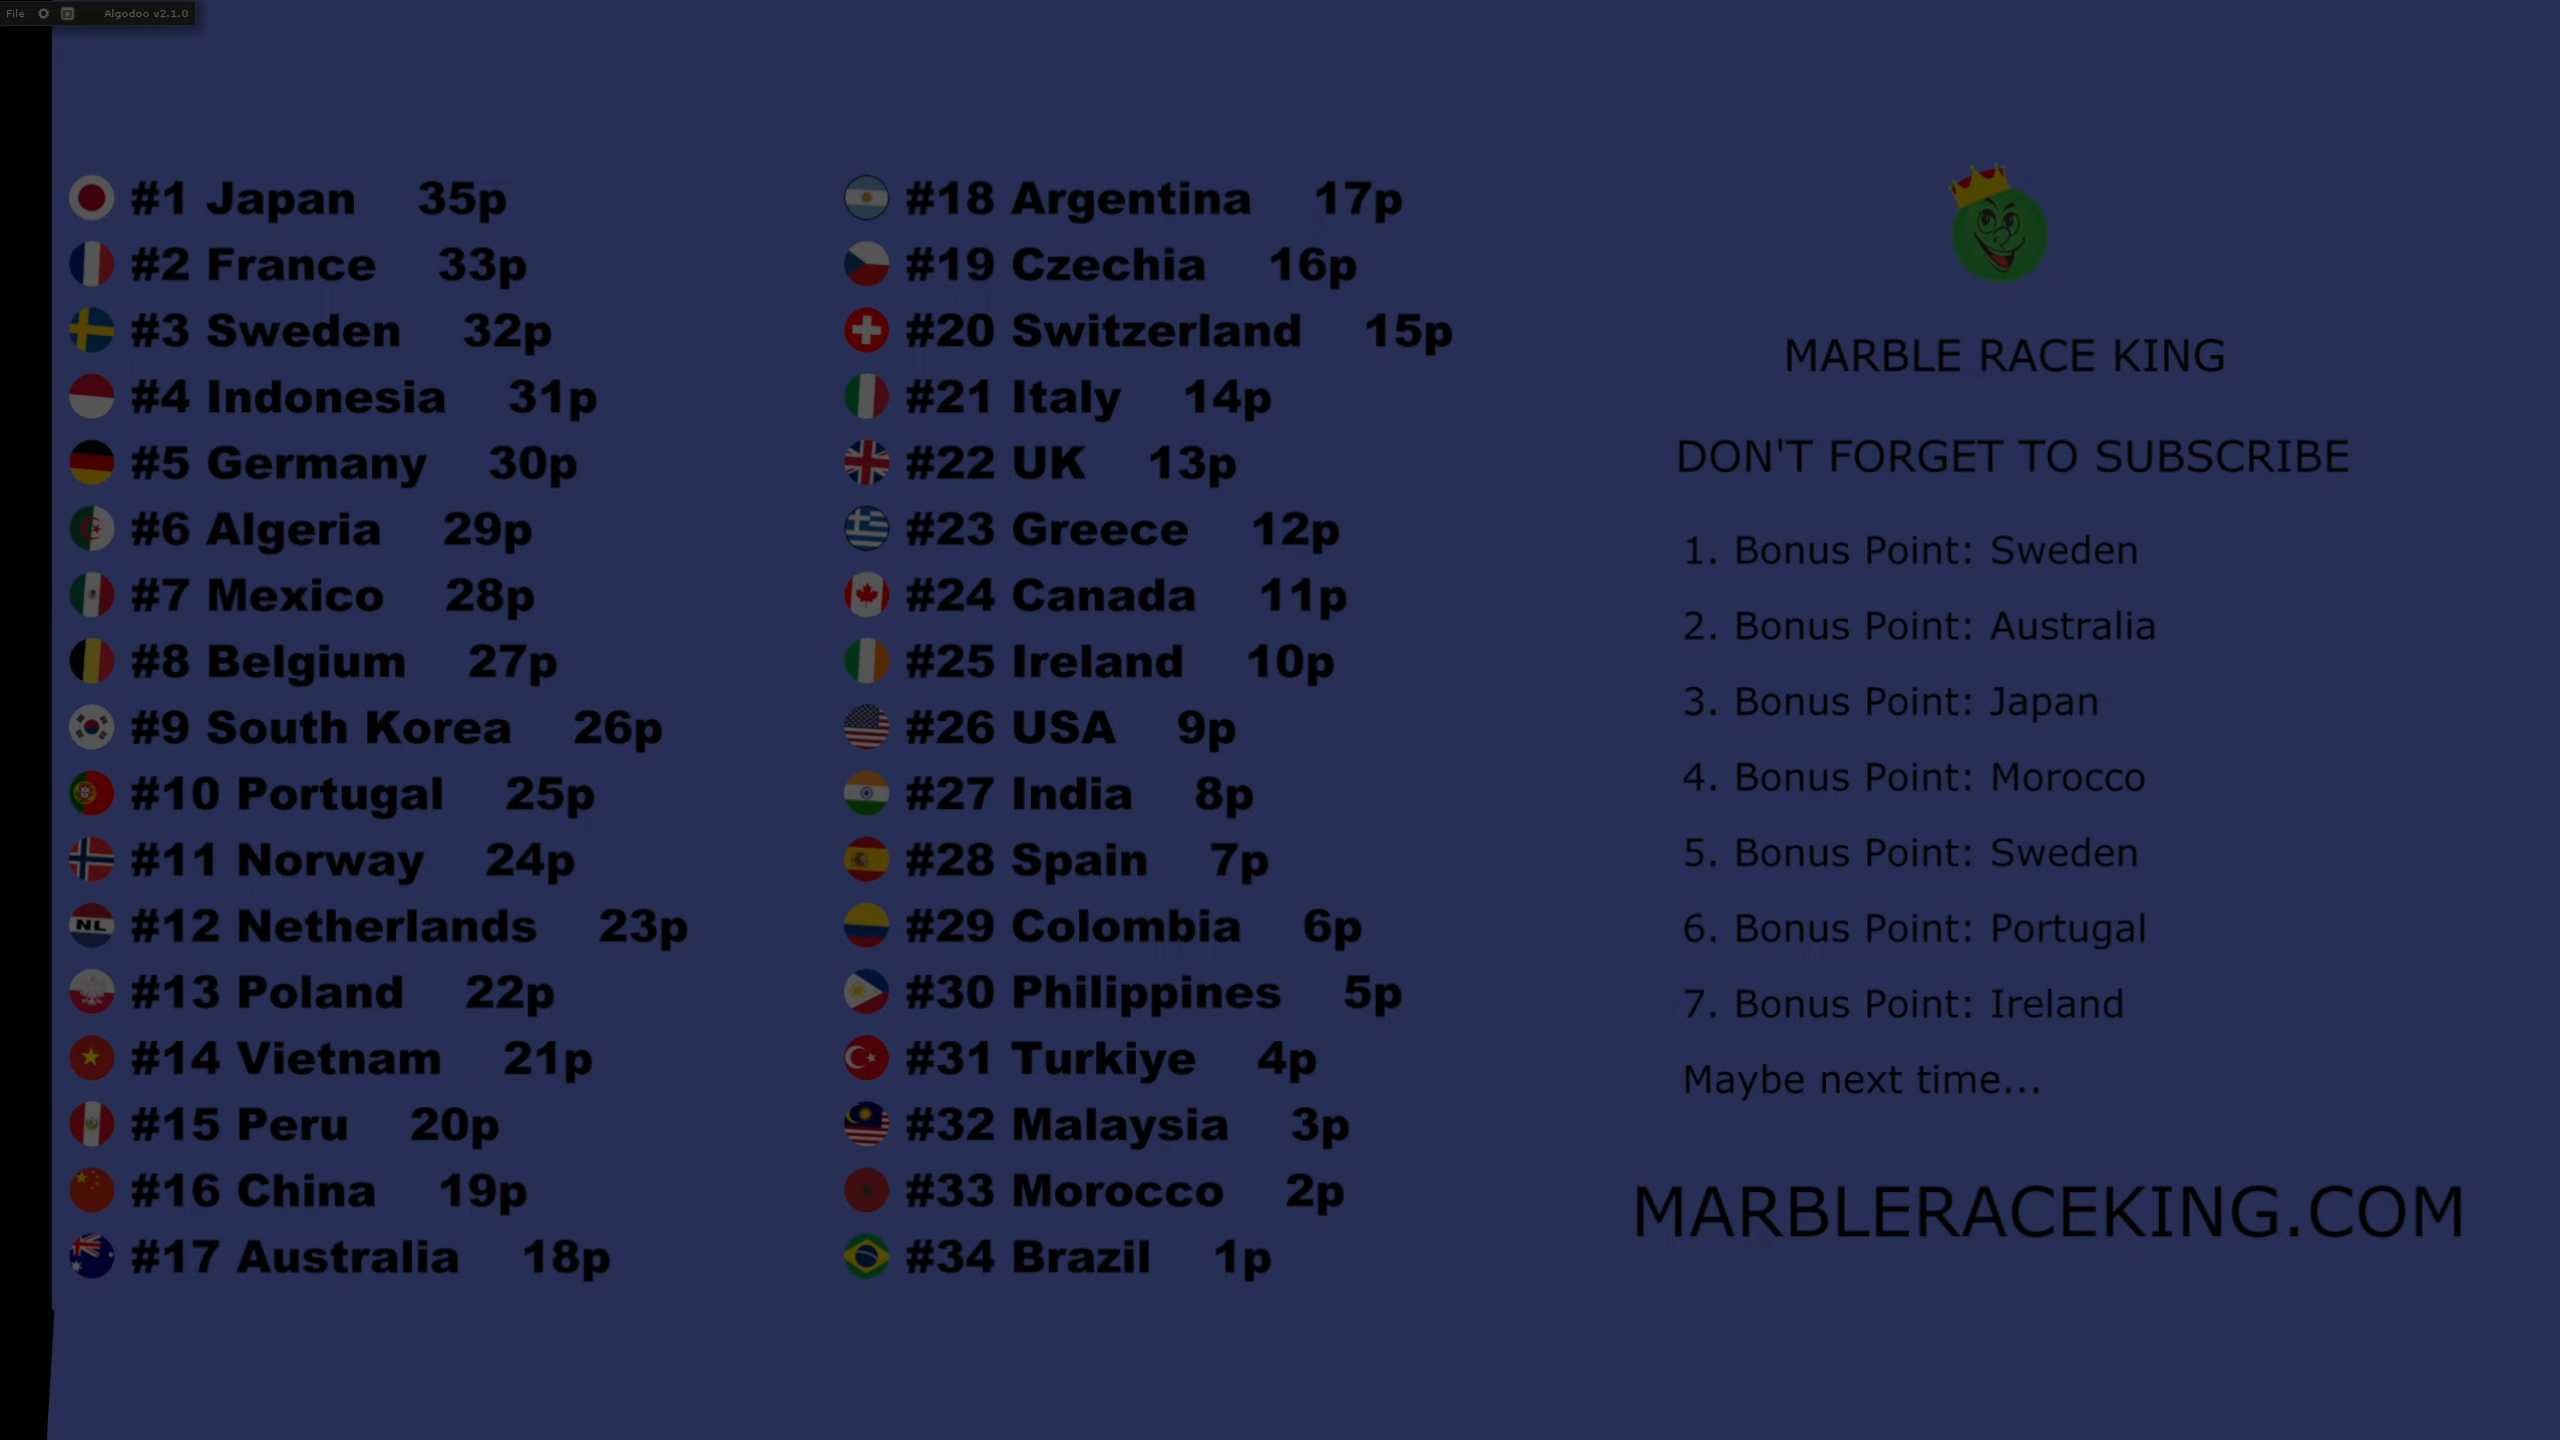 File Algodoo v2.1.0
#1 Japan 35p
#2 France 33p
#3 Sweden 32p
#4 Indonesia 31p
#5 Germany 30p
#6 Algeria 29p
#7 Mexico 28p
#8 Belgium 27p
#9 South Korea 26p
#10 Portugal 25p
#11 Norway 24p
NL #12 Netherlands 23p
#13 Poland 22p
#14 Vietnam 21p
#15 Peru 20p
#16 China 19p
#17 Australia 18p
#18 Argentina 17p
#19 Czechia 16p
#20 Switzerland 15p
#21 Italy 14p
#22 UK 13p
#23 Greece 12p
#24 Canada 11p
#25 Ireland 10p
#26 USA 9p
#27 India 8p
#28 Spain 7p
#29 Colombia 6p
#30 Philippines 5p
#31 Turkiye 4p
#32 Malaysia 3p
#33 Morocco 2p
#34 Brazil 1p
MARBLE RACE KING
DON'T FORGET TO SUBSCRIBE
1. Bonus Point: Sweden
2. Bonus Point: Australia
3. Bonus Point: Japan
4. Bonus Point: Morocco
5. Bonus Point: Sweden
6. Bonus Point: Portugal
7. Bonus Point: Ireland
Maybe next time...
MARBLERACEKING.COM